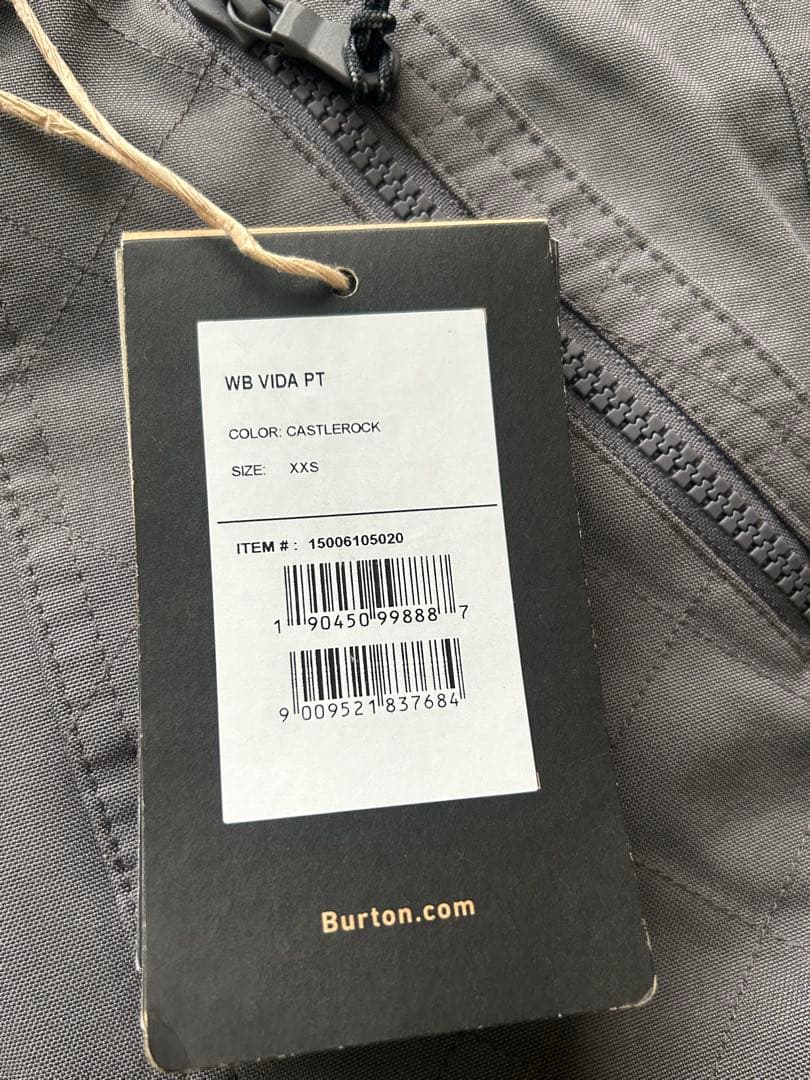 WB VIDA PT
COLOR: CASTLEROCK
SIZE: XXS
ITEM # : 15006105020
1 90450 99888 7
9 009521 837684
Burton.com